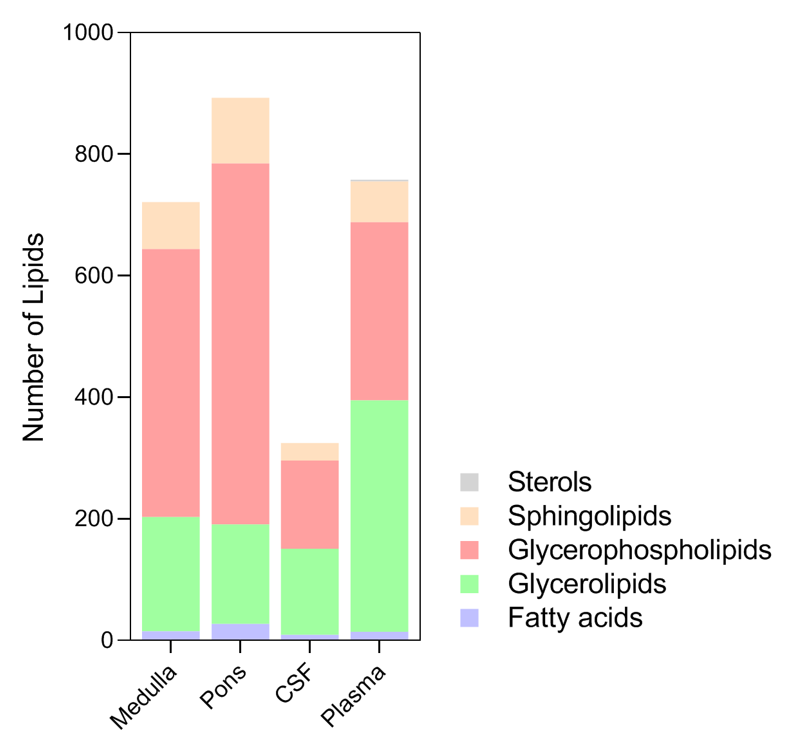 1000
800
600
400
200
0
Number of Lipids
Medulla
Pons
CSF
Plasma
Sterols
Sphingolipids
Glycerophospholipids
Glycerolipids
Fatty acids